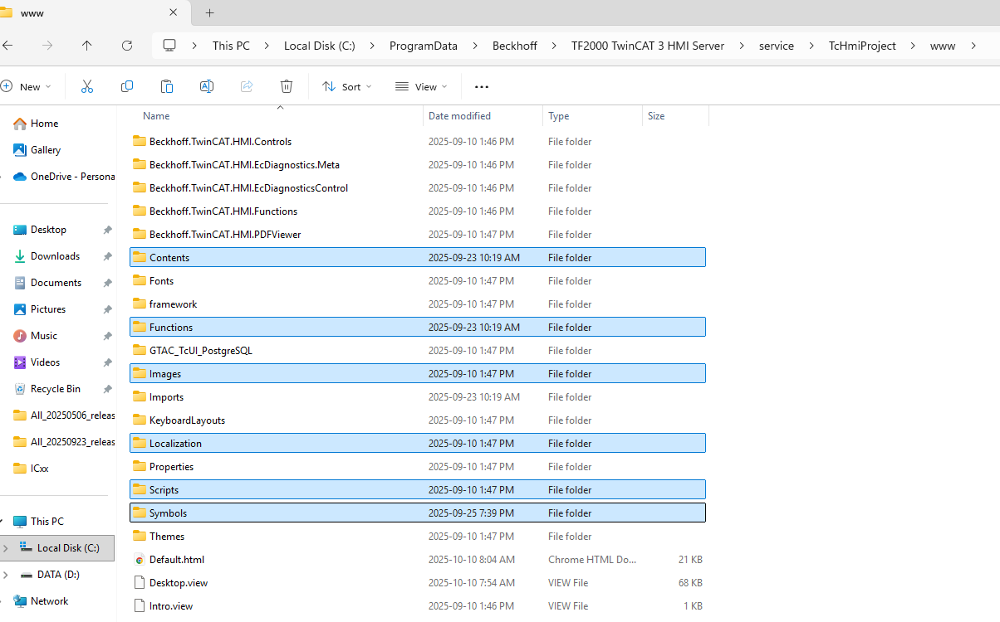 www
This PC Local Disk (C:) ProgramData Beckhoff TF2000 TwinCAT 3 HMI Server service TcHmiProject www
New Sort View
Name Date modified Type Size
Home
Gallery
OneDrive - Persona
Desktop
Downloads
Documents
Pictures
Music
Videos
Recycle Bin
All_20250506_releas
All_20250923_releas
ICxx
This PC
Local Disk (C:)
DATA (D:)
Network
Beckhoff.TwinCAT.HMI.Controls 2025-09-10 1:46 PM File folder
Beckhoff.TwinCAT.HMI.EcDiagnostics.Meta 2025-09-10 1:46 PM File folder
Beckhoff.TwinCAT.HMI.EcDiagnosticsControl 2025-09-10 1:46 PM File folder
Beckhoff.TwinCAT.HMI.Functions 2025-09-10 1:46 PM File folder
Beckhoff.TwinCAT.HMI.PDFViewer 2025-09-10 1:47 PM File folder
Contents 2025-09-23 10:19 AM File folder
Fonts 2025-09-10 1:47 PM File folder
framework 2025-09-10 1:47 PM File folder
Functions 2025-09-23 10:19 AM File folder
GTAC_TcUI_PostgreSQL 2025-09-10 1:47 PM File folder
Images 2025-09-10 1:47 PM File folder
Imports 2025-09-23 10:19 AM File folder
KeyboardLayouts 2025-09-10 1:47 PM File folder
Localization 2025-09-10 1:47 PM File folder
Properties 2025-09-10 1:47 PM File folder
Scripts 2025-09-10 1:47 PM File folder
Symbols 2025-09-25 7:39 PM File folder
Themes 2025-09-10 1:47 PM File folder
Default.html 2025-10-10 8:04 AM Chrome HTML Do... 21 KB
Desktop.view 2025-10-10 7:54 AM VIEW File 68 KB
Intro.view 2025-09-10 1:46 PM VIEW File 1 KB